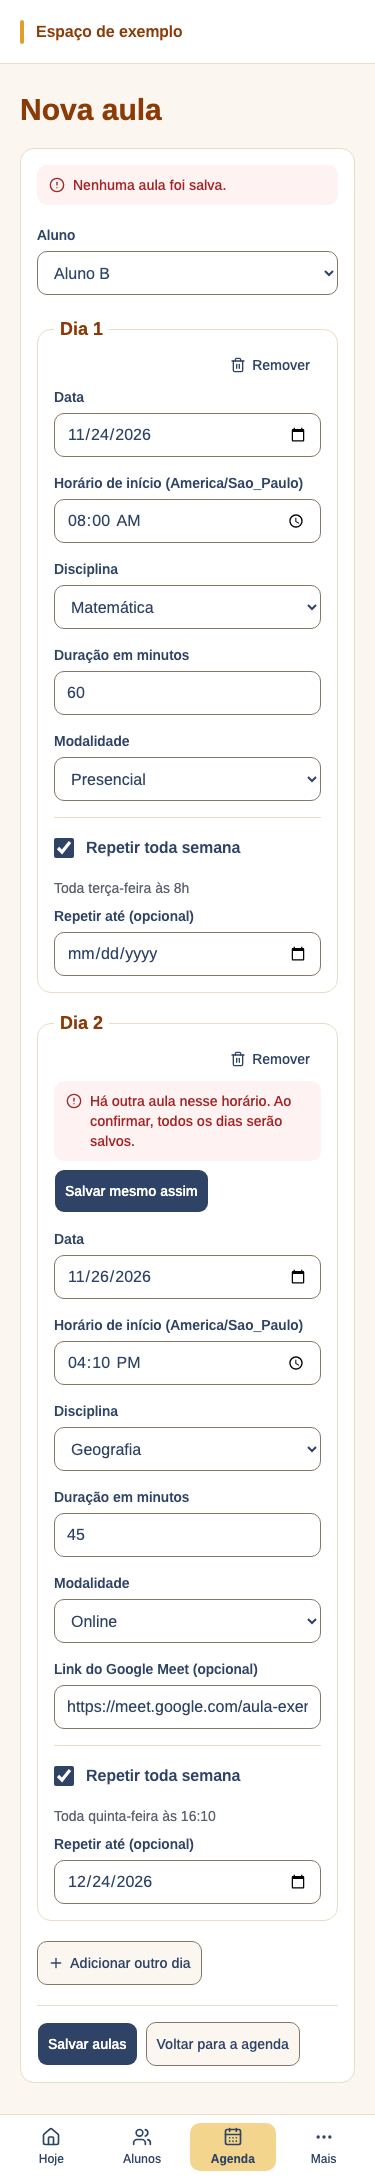 Espaço de exemplo
Nova aula
Nenhuma aula foi salva.
Aluno
Aluno B
Dia 1
Remover
Data
11/24/2026
Horário de início (America/Sao_Paulo)
08:00 AM
Disciplina
Matemática
Duração em minutos
60
Modalidade
Presencial
Repetir toda semana
Toda terça-feira às 8h
Repetir até (opcional)
mm/dd/yyyy
Dia 2
Remover
Há outra aula nesse horário. Ao
confirmar, todos os dias serão
salvos.
Salvar mesmo assim
Data
11/26/2026
Horário de início (America/Sao_Paulo)
04:10 PM
Disciplina
Geografia
Duração em minutos
45
Modalidade
Online
Link do Google Meet (opcional)
https://meet.google.com/aula-exer
Repetir toda semana
Toda quinta-feira às 16:10
Repetir até (opcional)
12/24/2026
Adicionar outro dia
Salvar aulas
Voltar para a agenda
Hoje
Alunos
Agenda
Mais